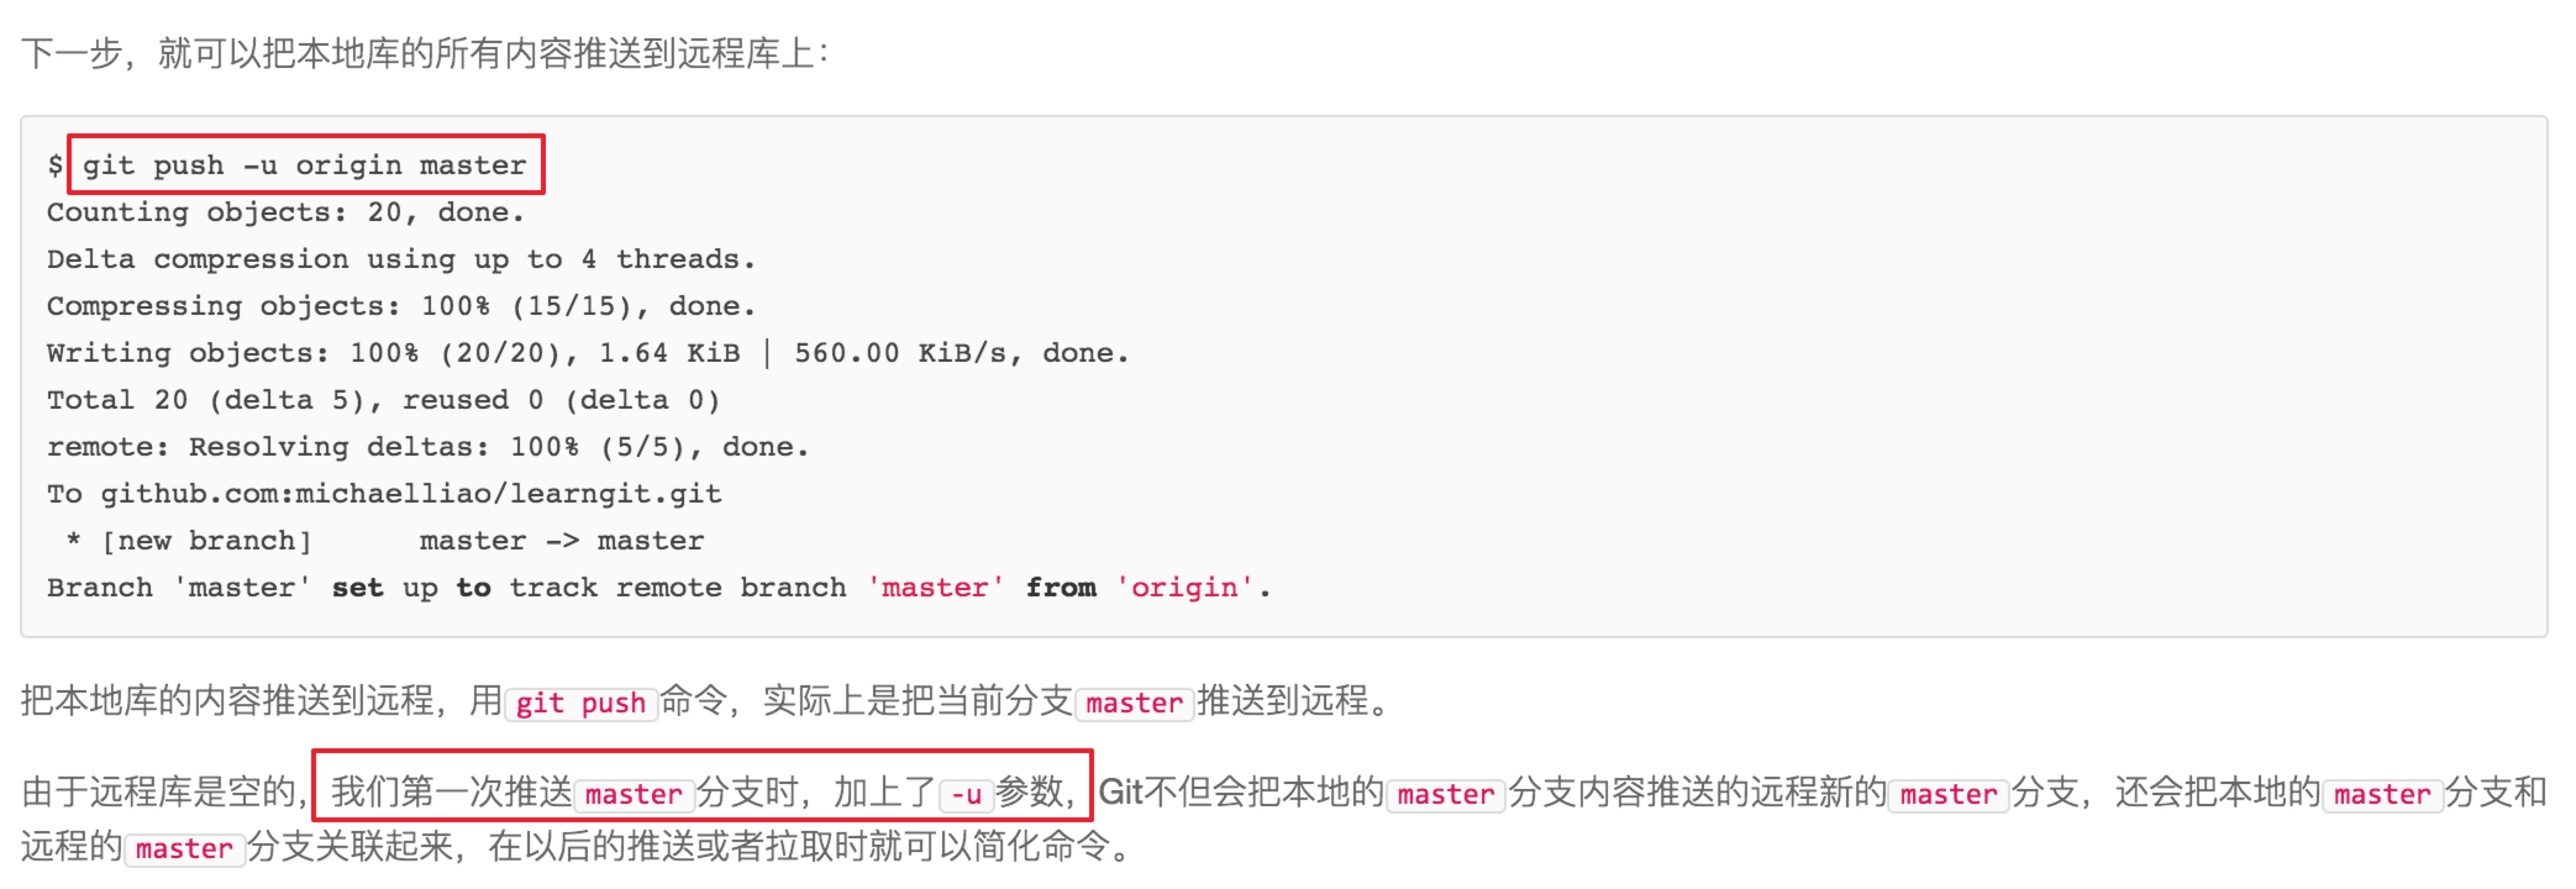 下一步，就可以把本地库的所有内容推送到远程库上：
$ git push -u origin master
Counting objects: 20, done.
Delta compression using up to 4 threads.
Compressing objects: 100% (15/15), done.
Writing objects: 100% (20/20), 1.64 KiB | 560.00 KiB/s, done.
Total 20 (delta 5), reused 0 (delta 0)
remote: Resolving deltas: 100% (5/5), done.
To github.com:michaelliao/learngit.git
 * [new branch]      master -> master
Branch 'master' set up to track remote branch 'master' from 'origin'.
把本地库的内容推送到远程，用git push命令，实际上是把当前分支master推送到远程。
由于远程库是空的，我们第一次推送master分支时，加上了-u参数，Git不但会把本地的master分支内容推送的远程新的master分支，还会把本地的master分支和
远程的master分支关联起来，在以后的推送或者拉取时就可以简化命令。